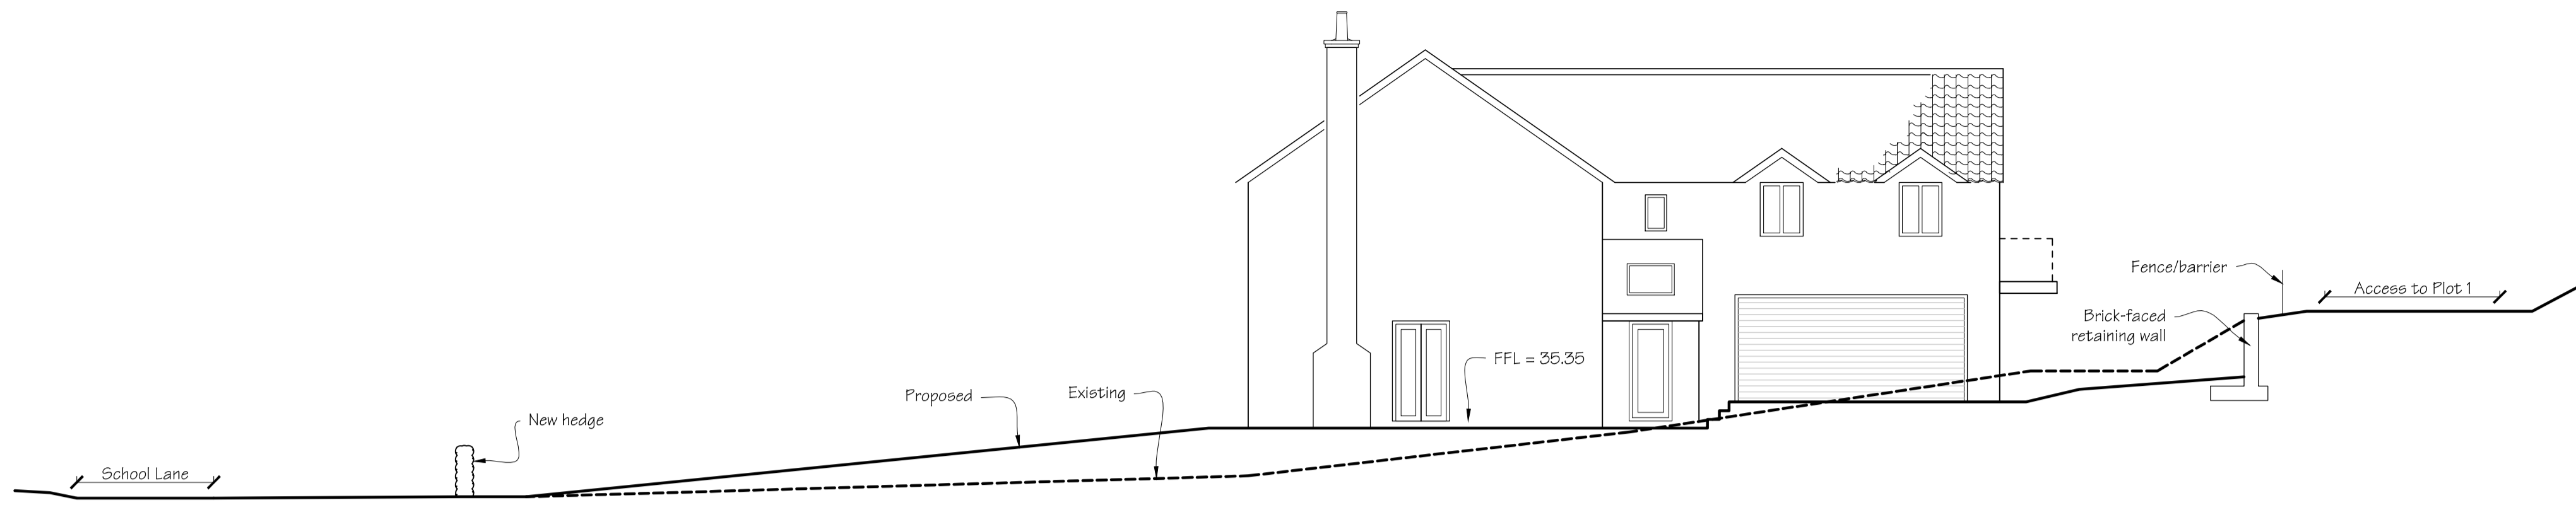 School Lane
New hedge
Proposed
Existing
FFL = 35.35
Fence/barrier
Brick-faced
retaining wall
Access to Plot 1